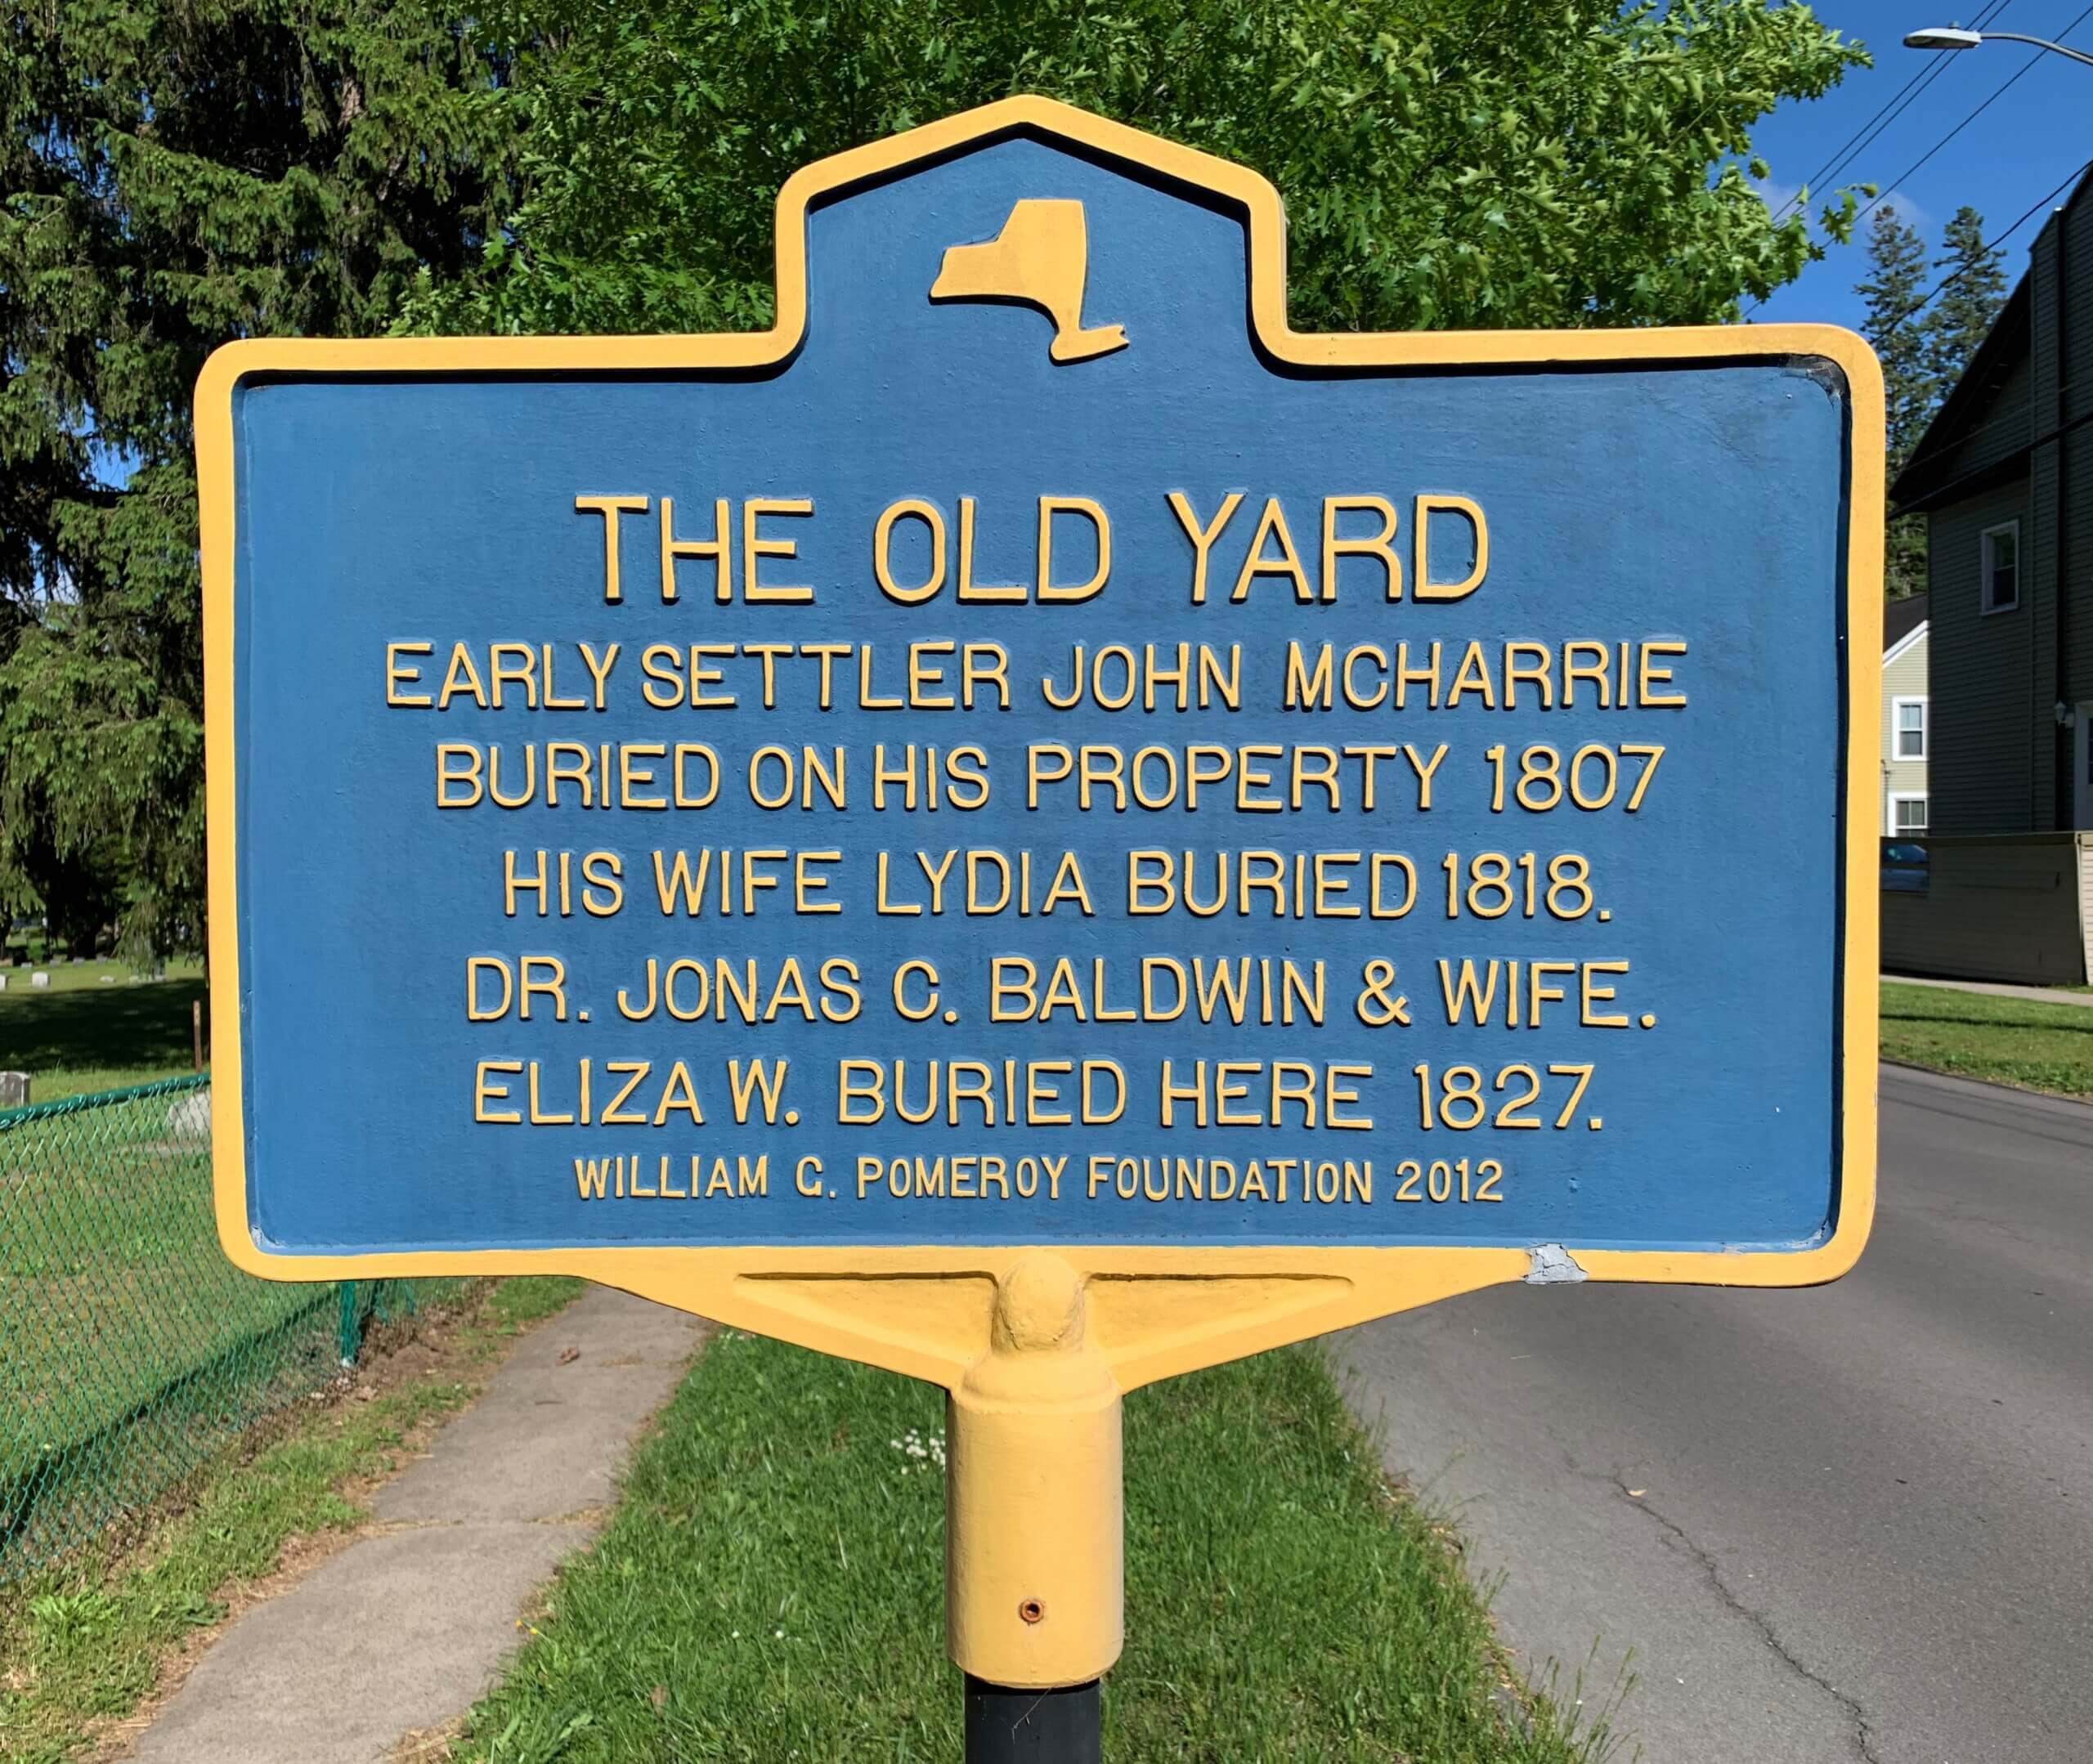 THE OLD YARD
EARLY SETTLER JOHN MCHARRIE
BURIED ON HIS PROPERTY 1807
HIS WIFE LYDIA BURIED 1818.
DR. JONAS C. BALDWIN & WIFE.
ELIZA W. BURIED HERE 1827.
WILLIAM G. POMEROY FOUNDATION 2012